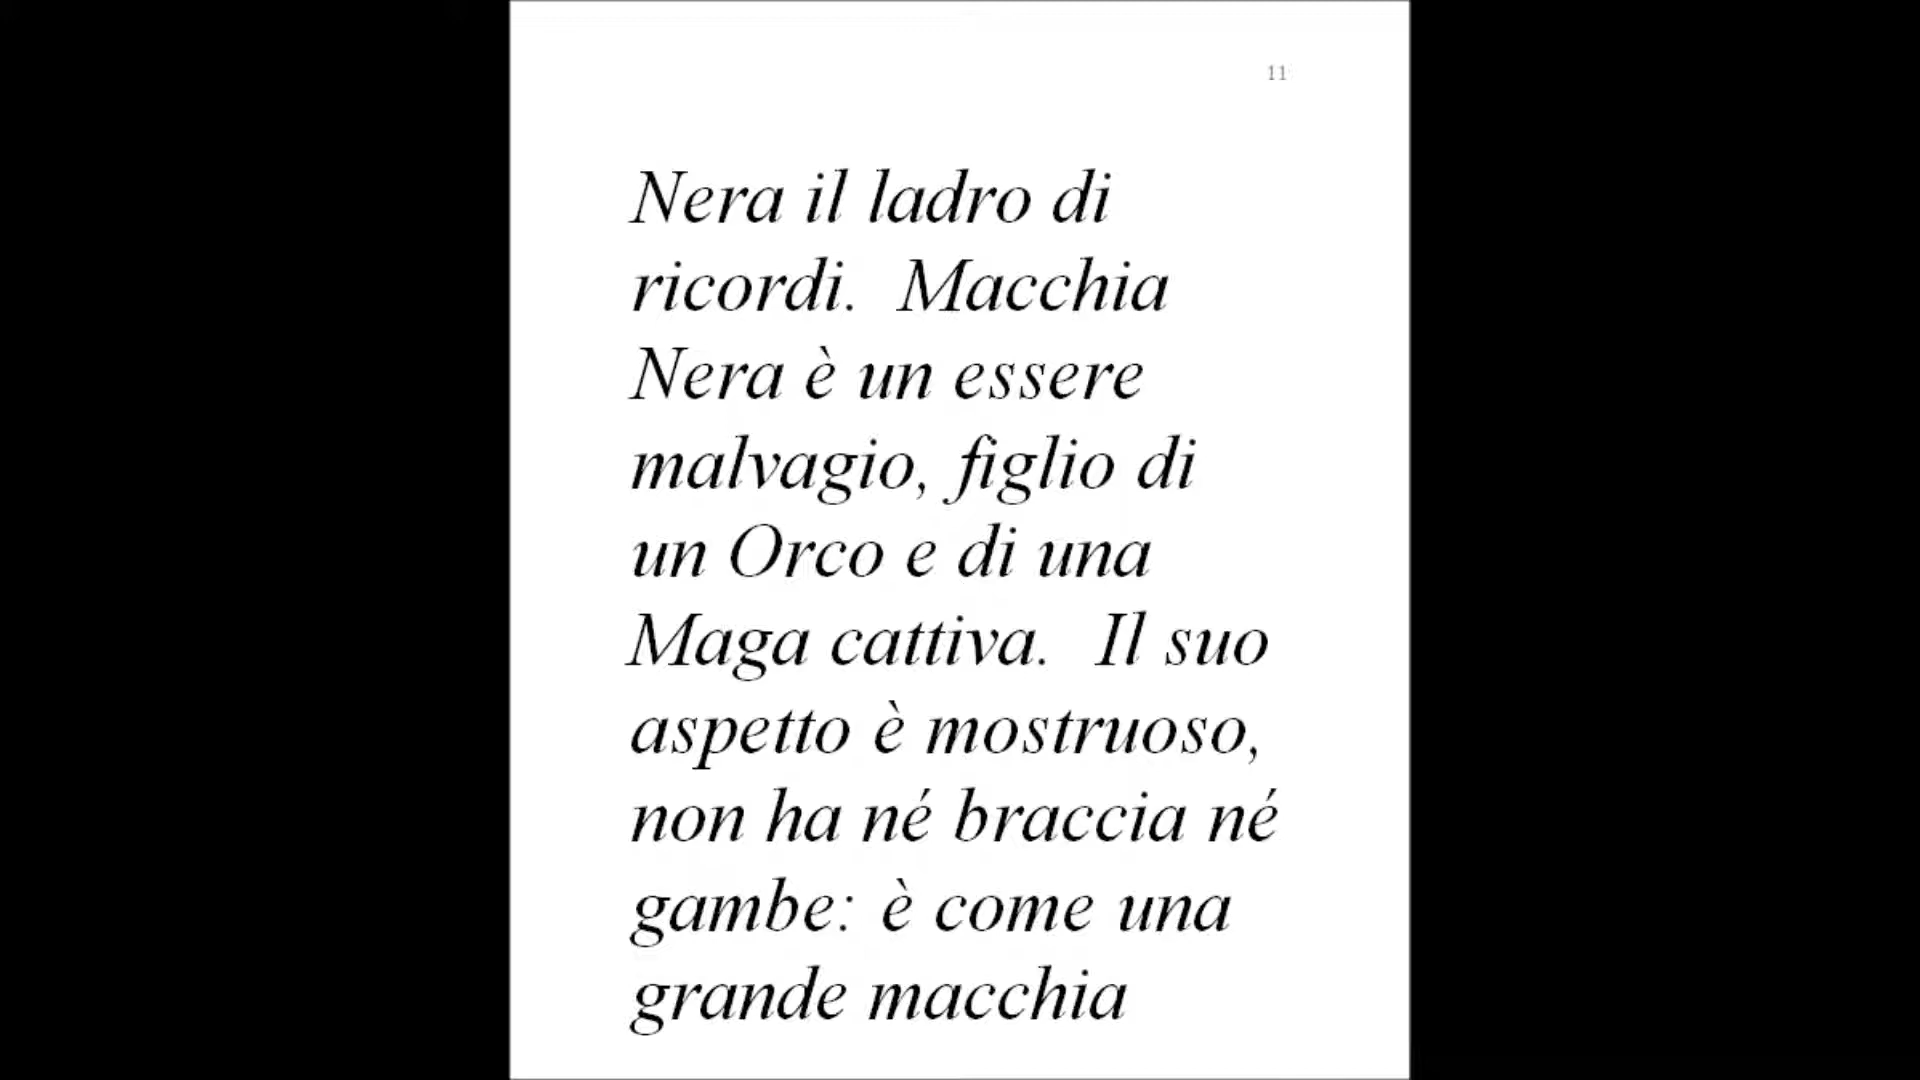 11
Nera il ladro di
ricordi.  Macchia
Nera è un essere
malvagio, figlio di
un Orco e di una
Maga cattiva.  Il suo
aspetto è mostruoso,
non ha né braccia né
gambe: è come una
grande macchia